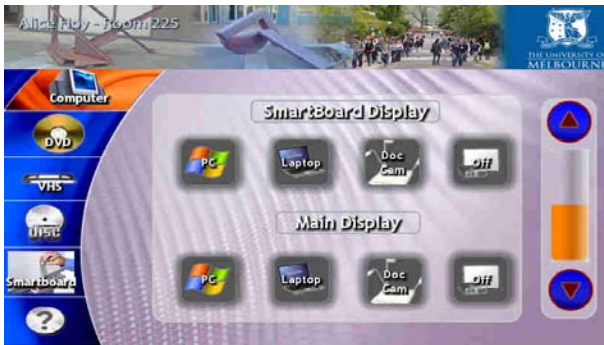 Alice Hoy - Room 225
THE UNIVERSITY OF
MELBOURNE
Computer
SmartBoard Display
DVD
PC
Laptop
Doc
Cam
Off
VHS
DISC
Main Display
Smartboard
PC
Laptop
Doc
Cam
Off
?